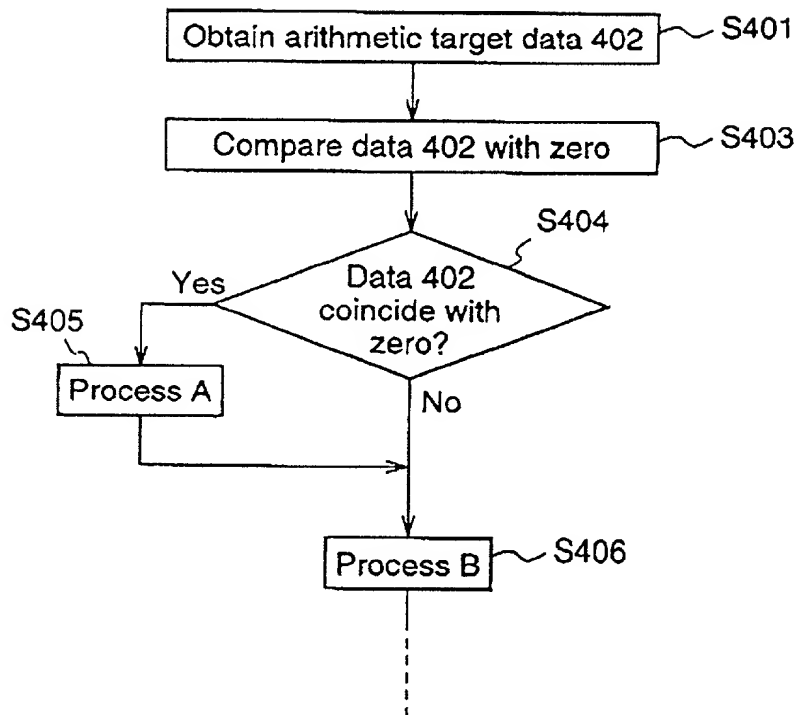 Obtain arithmetic target data 402
S401
Compare data 402 with zero
S403
S404
Data 402
coincide with
zero?
Yes
S405
Process A
No
Process B
S406